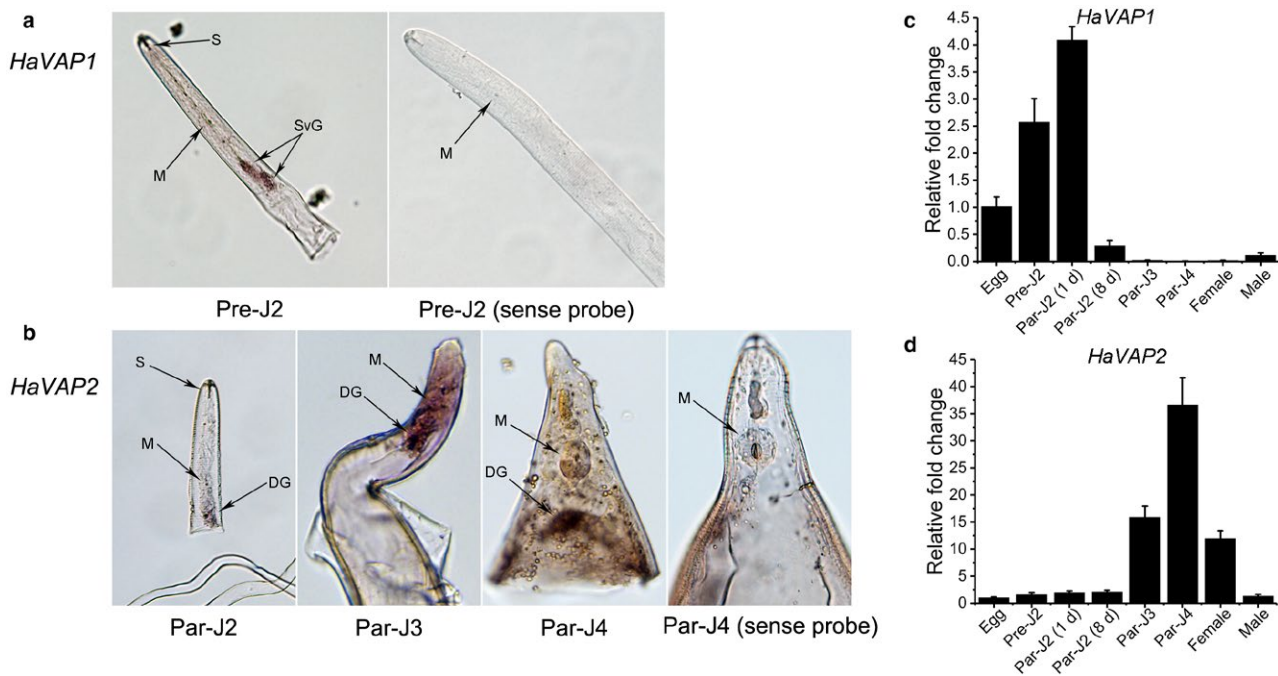 a
HaVAP1
S
SvG
M
M
Pre-J2
Pre-J2 (sense probe)
b
HaVAP2
S
M
DG
M
DG
M
DG
M
Par-J2
Par-J3
Par-J4
Par-J4 (sense probe)
c
HaVAP1
Relative fold change
4.5
4.0
3.5
3.0
2.5
2.0
1.5
1.0
0.5
0.0
Egg
Pre-J2
Par-J2 (1 d)
Par-J2 (8 d)
Par-J3
Par-J4
Female
Male
d
HaVAP2
Relative fold change
45
40
35
30
25
20
15
10
5
0
Egg
Pre-J2
Par-J2 (1 d)
Par-J2 (8 d)
Par-J3
Par-J4
Female
Male